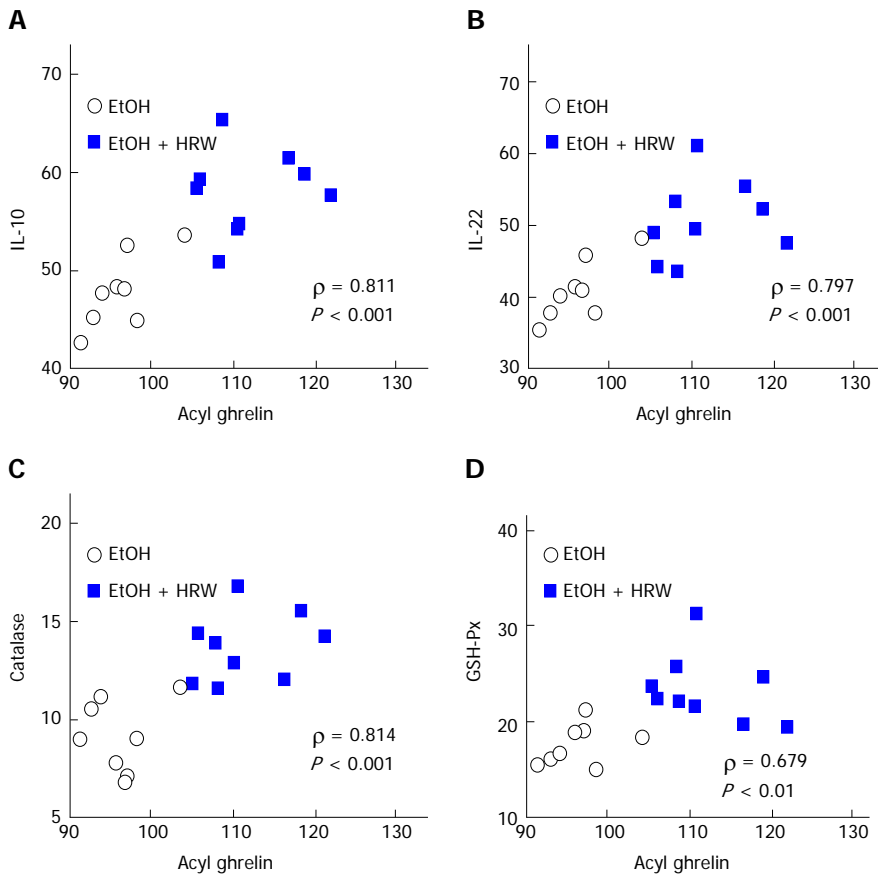 A
70
60
50
40
IL-10
EtOH
EtOH + HRW
ρ = 0.811
P < 0.001
90 100 110 120 130
Acyl ghrelin
B
70
60
50
40
30
IL-22
EtOH
EtOH + HRW
ρ = 0.797
P < 0.001
90 100 110 120 130
Acyl ghrelin
C
20
15
10
5
Catalase
EtOH
EtOH + HRW
ρ = 0.814
P < 0.001
90 100 110 120 130
Acyl ghrelin
D
40
30
20
10
GSH-Px
EtOH
EtOH + HRW
ρ = 0.679
P < 0.01
90 100 110 120 130
Acyl ghrelin